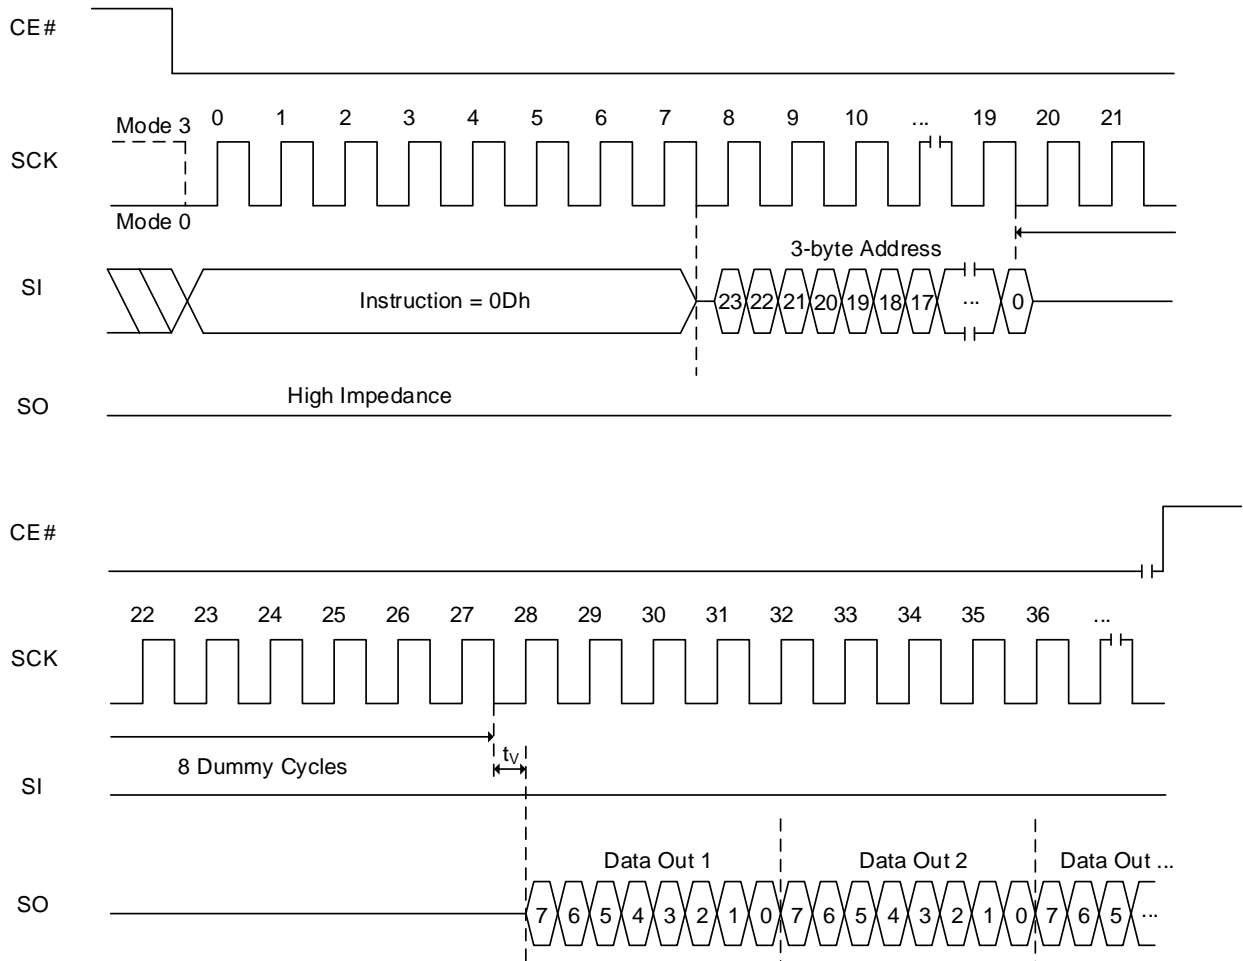 CE#
Mode 3 0 1 2 3 4 5 6 7 8 9 10 ... 19 20 21
SCK
Mode 0
3-byte Address
SI Instruction = 0Dh 23 22 21 20 19 18 17 ... 0
High Impedance
SO
CE#
22 23 24 25 26 27 28 29 30 31 32 33 34 35 36 ...
SCK
8 Dummy Cycles tV
SI
Data Out 1 Data Out 2 Data Out ...
SO 7 6 5 4 3 2 1 0 7 6 5 4 3 2 1 0 7 6 5 ...